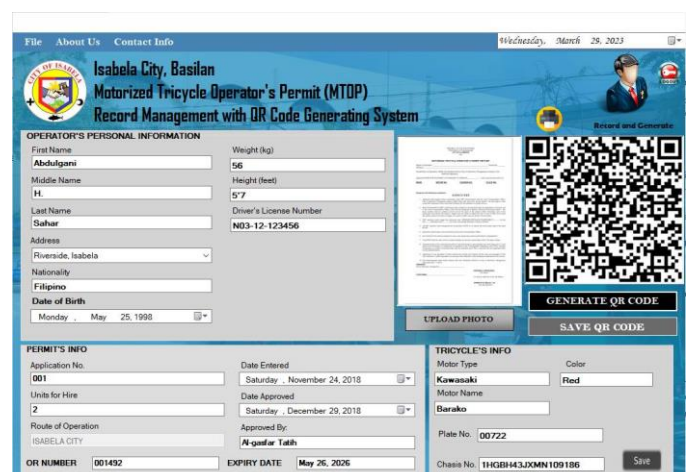 File About Us Contact Info
Wednesday, March 29, 2023
CITY OF ISABELA
Isabela City, Basilan
Motorized Tricycle Operator's Permit (MTOP)
Record Management with QR Code Generating System
Record and Generate
OPERATOR'S PERSONAL INFORMATION
First Name
Abdulgani
Middle Name
H.
Last Name
Sahar
Address
Riverside, Isabela
Nationality
Filipino
Date of Birth
Monday , May 25, 1998
Weight (kg)
56
Height (feet)
5"7
Driver's License Number
N03-12-123456
UPLOAD PHOTO
GENERATE QR CODE
SAVE QR CODE
PERMIT'S INFO
Application No.
001
Units for Hire
2
Route of Operation
ISABELA CITY
OR NUMBER 001492
Date Entered
Saturday , November 24, 2018
Date Approved
Saturday , December 29, 2018
Approved By:
Al-gasfar Tatih
EXPIRY DATE May 26, 2026
TRICYCLE'S INFO
Motor Type
Kawasaki
Color
Red
Motor Name
Barako
Plate No. 00722
Chasis No. 1HGBH43JXMN109186
Save